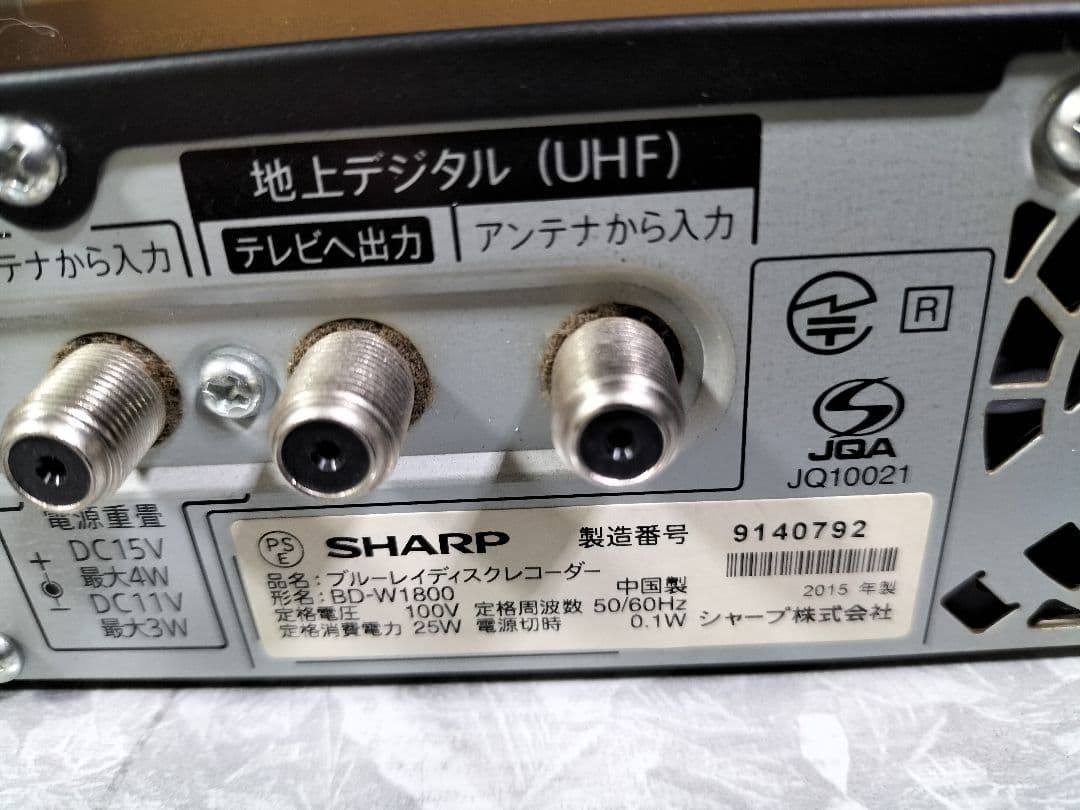 地上デジタル (UHF)
テナから入力
テレビへ出力
アンテナから入力
R
JQA
JQ10021
電源重畳
+ DC15V
最大4W
- DC11V
最大3W
PS
E
SHARP
製造番号 9140792
品名:ブルーレイディスクレコーダー
形名:BD-W1800
中国製
2015 年製
定格電圧 100V 定格周波数 50/60Hz
定格消費電力 25W 電源切時 0.1W シャープ株式会社